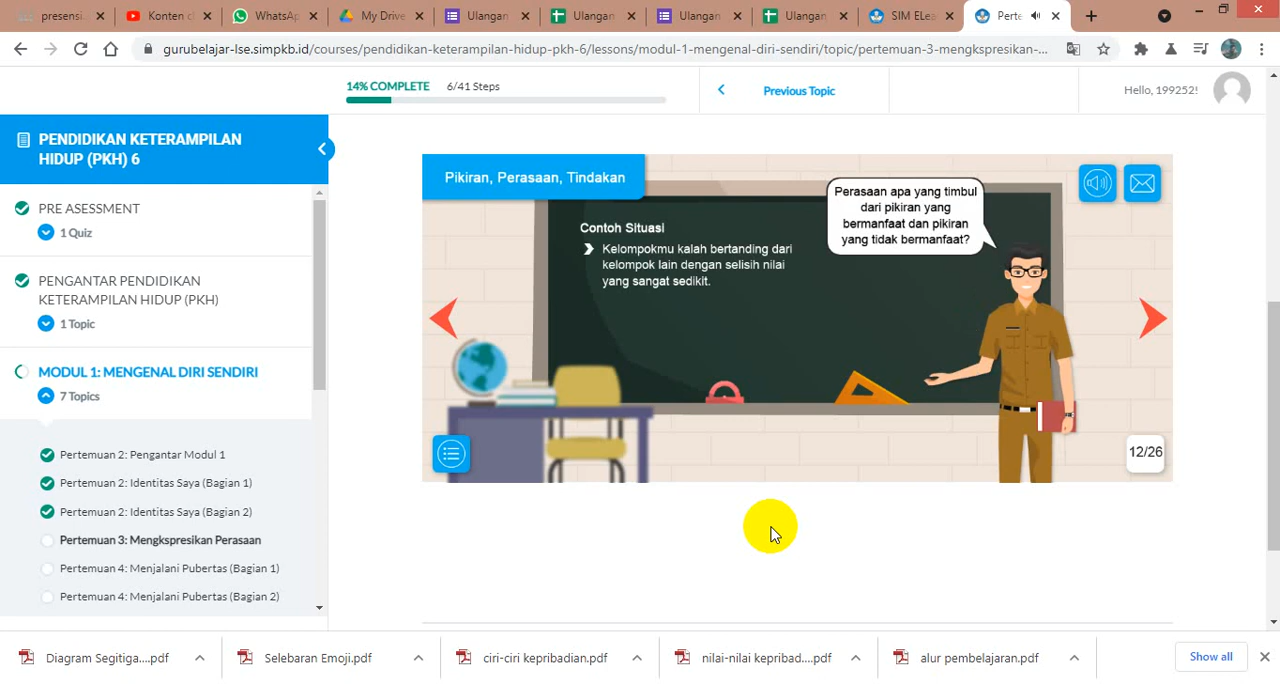 presensi.
Konten c
WhatsAp
My Drive
Ulangan
Ulangan
Ulangan
Ulangan
SIM ELea
Perte
gurubelajar-lse.simpkb.id/courses/pendidikan-keterampilan-hidup-pkh-6/lessons/modul-1-mengenal-diri-sendiri/topic/pertemuan-3-mengkspresikan-...
14% COMPLETE 6/41 Steps
Previous Topic
Hello, 199252!
PENDIDIKAN KETERAMPILAN
HIDUP (PKH) 6
PRE ASESSMENT
1 Quiz
PENGANTAR PENDIDIKAN
KETERAMPILAN HIDUP (PKH)
1 Topic
MODUL 1: MENGENAL DIRI SENDIRI
7 Topics
Pertemuan 2: Pengantar Modul 1
Pertemuan 2: Identitas Saya (Bagian 1)
Pertemuan 2: Identitas Saya (Bagian 2)
Pertemuan 3: Mengkspresikan Perasaan
Pertemuan 4: Menjalani Pubertas (Bagian 1)
Pertemuan 4: Menjalani Pubertas (Bagian 2)
Pikiran, Perasaan, Tindakan
Contoh Situasi
Kelompokmu kalah bertanding dari
kelompok lain dengan selisih nilai
yang sangat sedikit.
Perasaan apa yang timbul
dari pikiran yang
bermanfaat dan pikiran
yang tidak bermanfaat?
12/26
Diagram Segitiga....pdf
Selebaran Emoji.pdf
ciri-ciri kepribadian.pdf
nilai-nilai kepribad....pdf
alur pembelajaran.pdf
Show all